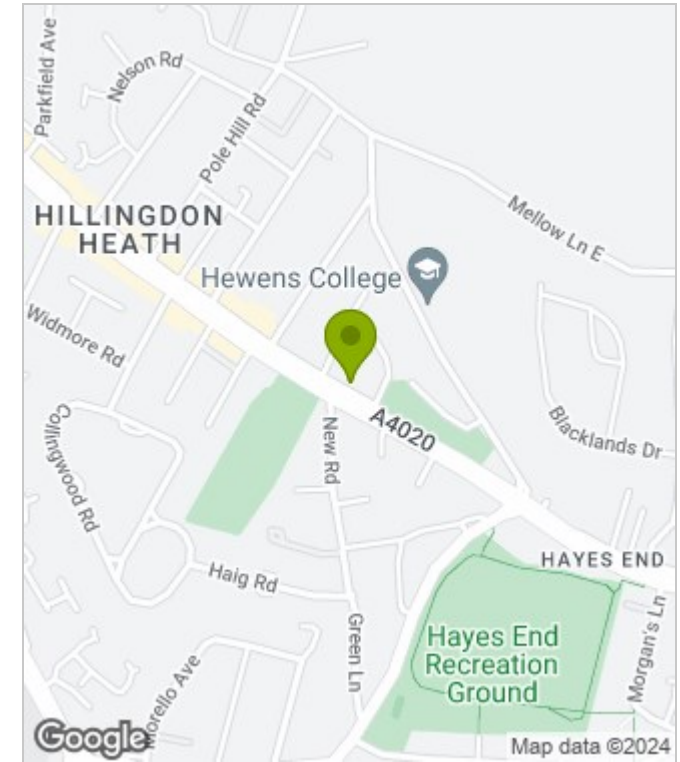 Parkfield Ave
Nelson Rd
Pole Hill Rd
HILLINGDON
HEATH
Mellow Ln E
Hewens College
Widmore Rd
A4020
New Rd
Blacklands Dr
Collingwood Rd
HAYES END
Haig Rd
Green Ln
Hayes End
Recreation
Ground
Morgan's Ln
Morello Ave
Google
Map data ©2024